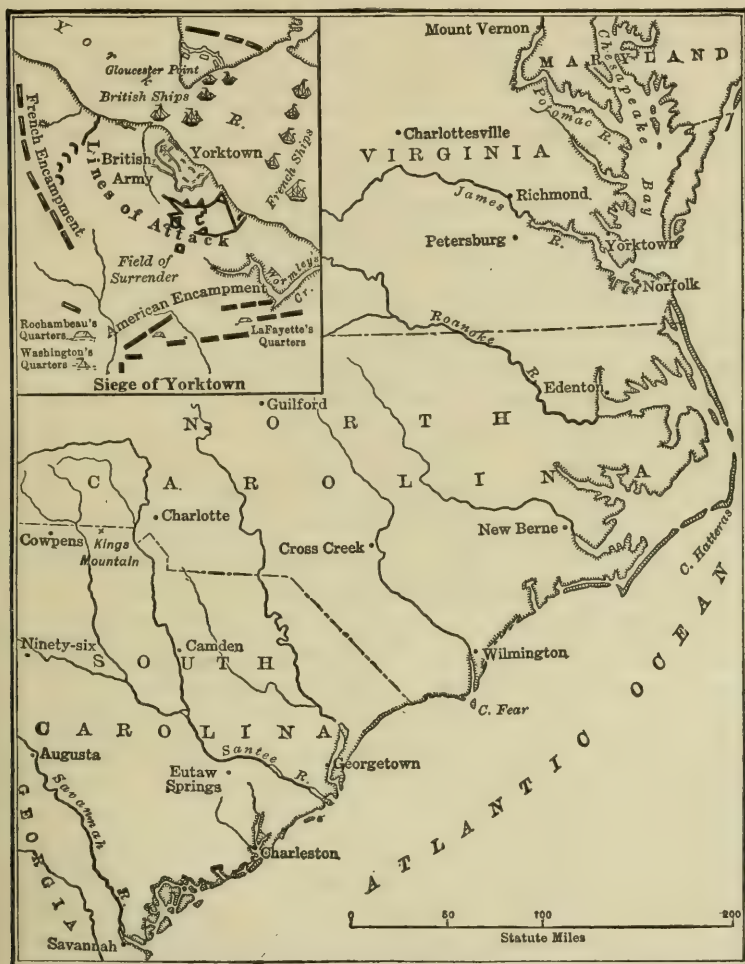 YORK
R.
Gloucester Point
British Ships
French Ships
French Encampment
British
Army
Yorktown
Lines of Attack
Field of
Surrender
Wormley's
Cr.
American Encampment
Rochambeau's
Quarters
Washington's
Quarters
LaFayette's
Quarters
Siege of Yorktown
Mount Vernon
MARYLAND
Chesapeake
Bay
Potomac R.
Charlottesville
VIRGINIA
James
R.
Richmond
Petersburg
Yorktown
Norfolk
Roanoke
R.
Edenton
Guilford
NORTH
CAROLINA
Charlotte
Cowpens
Kings
Mountain
Cross Creek
New Berne
C. Hatteras
Ninety-six
Camden
SOUTH
Wilmington
C. Fear
CAROLINA
Augusta
Santee
R.
Georgetown
Eutaw
Springs
Savannah
R.
GEORGIA
Charleston
Savannah
ATLANTIC OCEAN
0 50 100 200
Statute Miles